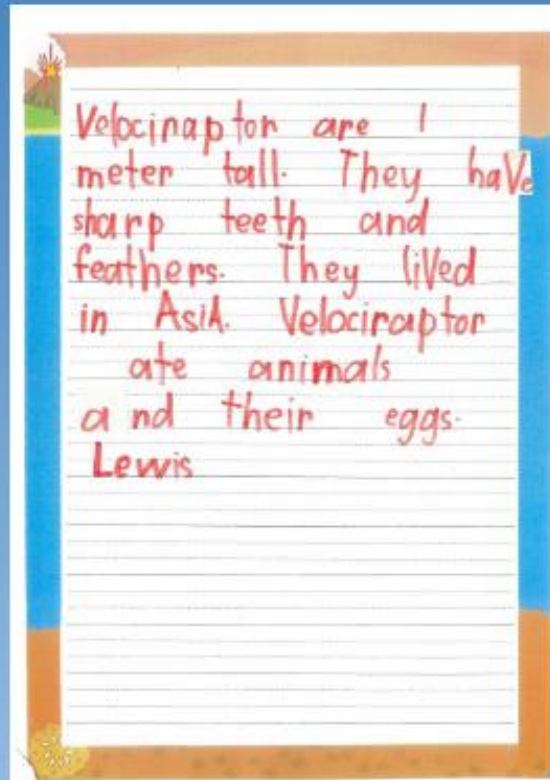 Velociraptor are 1
meter tall. They haVe
sharp teeth and
feathers. They liVed
in AsiA. Velociraptor
ate animals
a nd their eggs.
Lewis